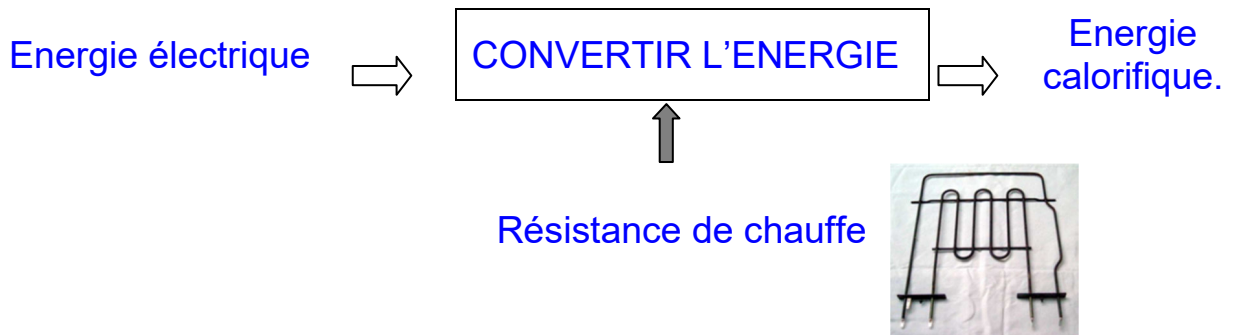 Energie électrique
CONVERTIR L'ENERGIE
Energie
calorifique.
Résistance de chauffe